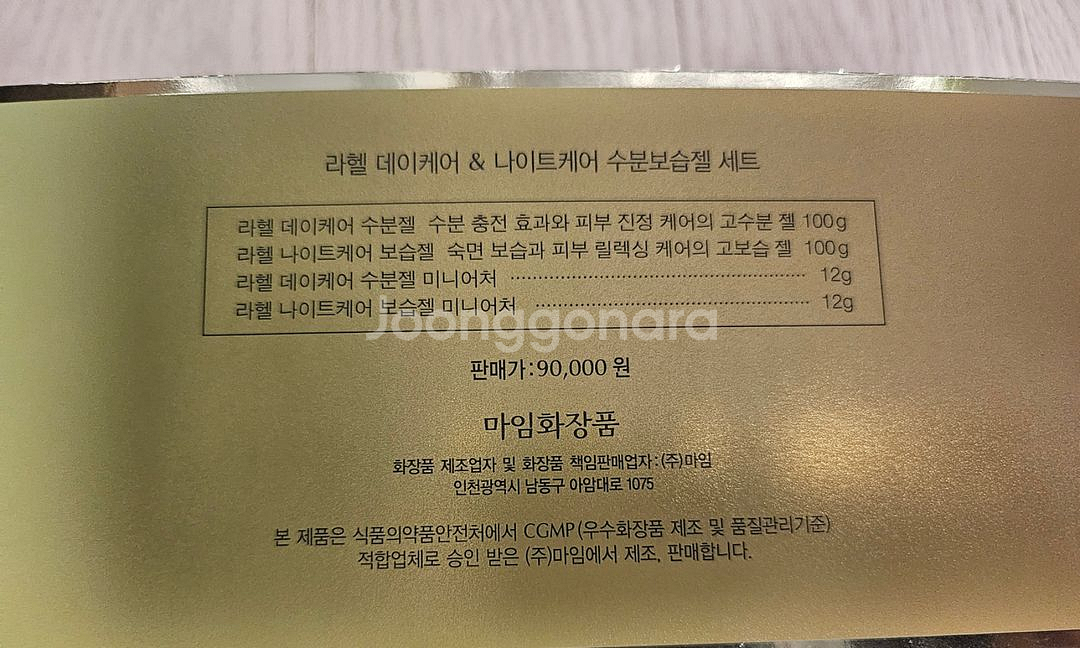 라헬 데이케어 & 나이트케어 수분보습젤 세트
라헬 데이케어 수분젤 수분 충전 효과와 피부 진정 케어의 고수분 젤 100g
라헬 나이트케어 보습젤 숙면 보습과 피부 릴렉싱 케어의 고보습 젤 100g
라헬 데이케어 수분젤 미니어처 ........................ 12g
라헬 나이트케어 보습젤 미니어처 ........................ 12g
Joonggonara
판매가:90,000 원
마임화장품
화장품 제조업자 및 화장품 책임판매업자:(주)마임
인천광역시 남동구 아암대로 1075
본 제품은 식품의약품안전처에서 CGMP(우수화장품 제조 및 품질관리기준)
적합업체로 승인 받은 (주)마임에서 제조, 판매합니다.